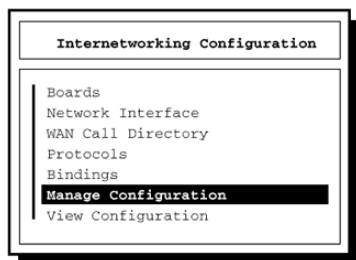 Internetworking Configuration
Boards
Network Interface
WAN Call Directory
Protocols
Bindings
Manage Configuration
View Configuration